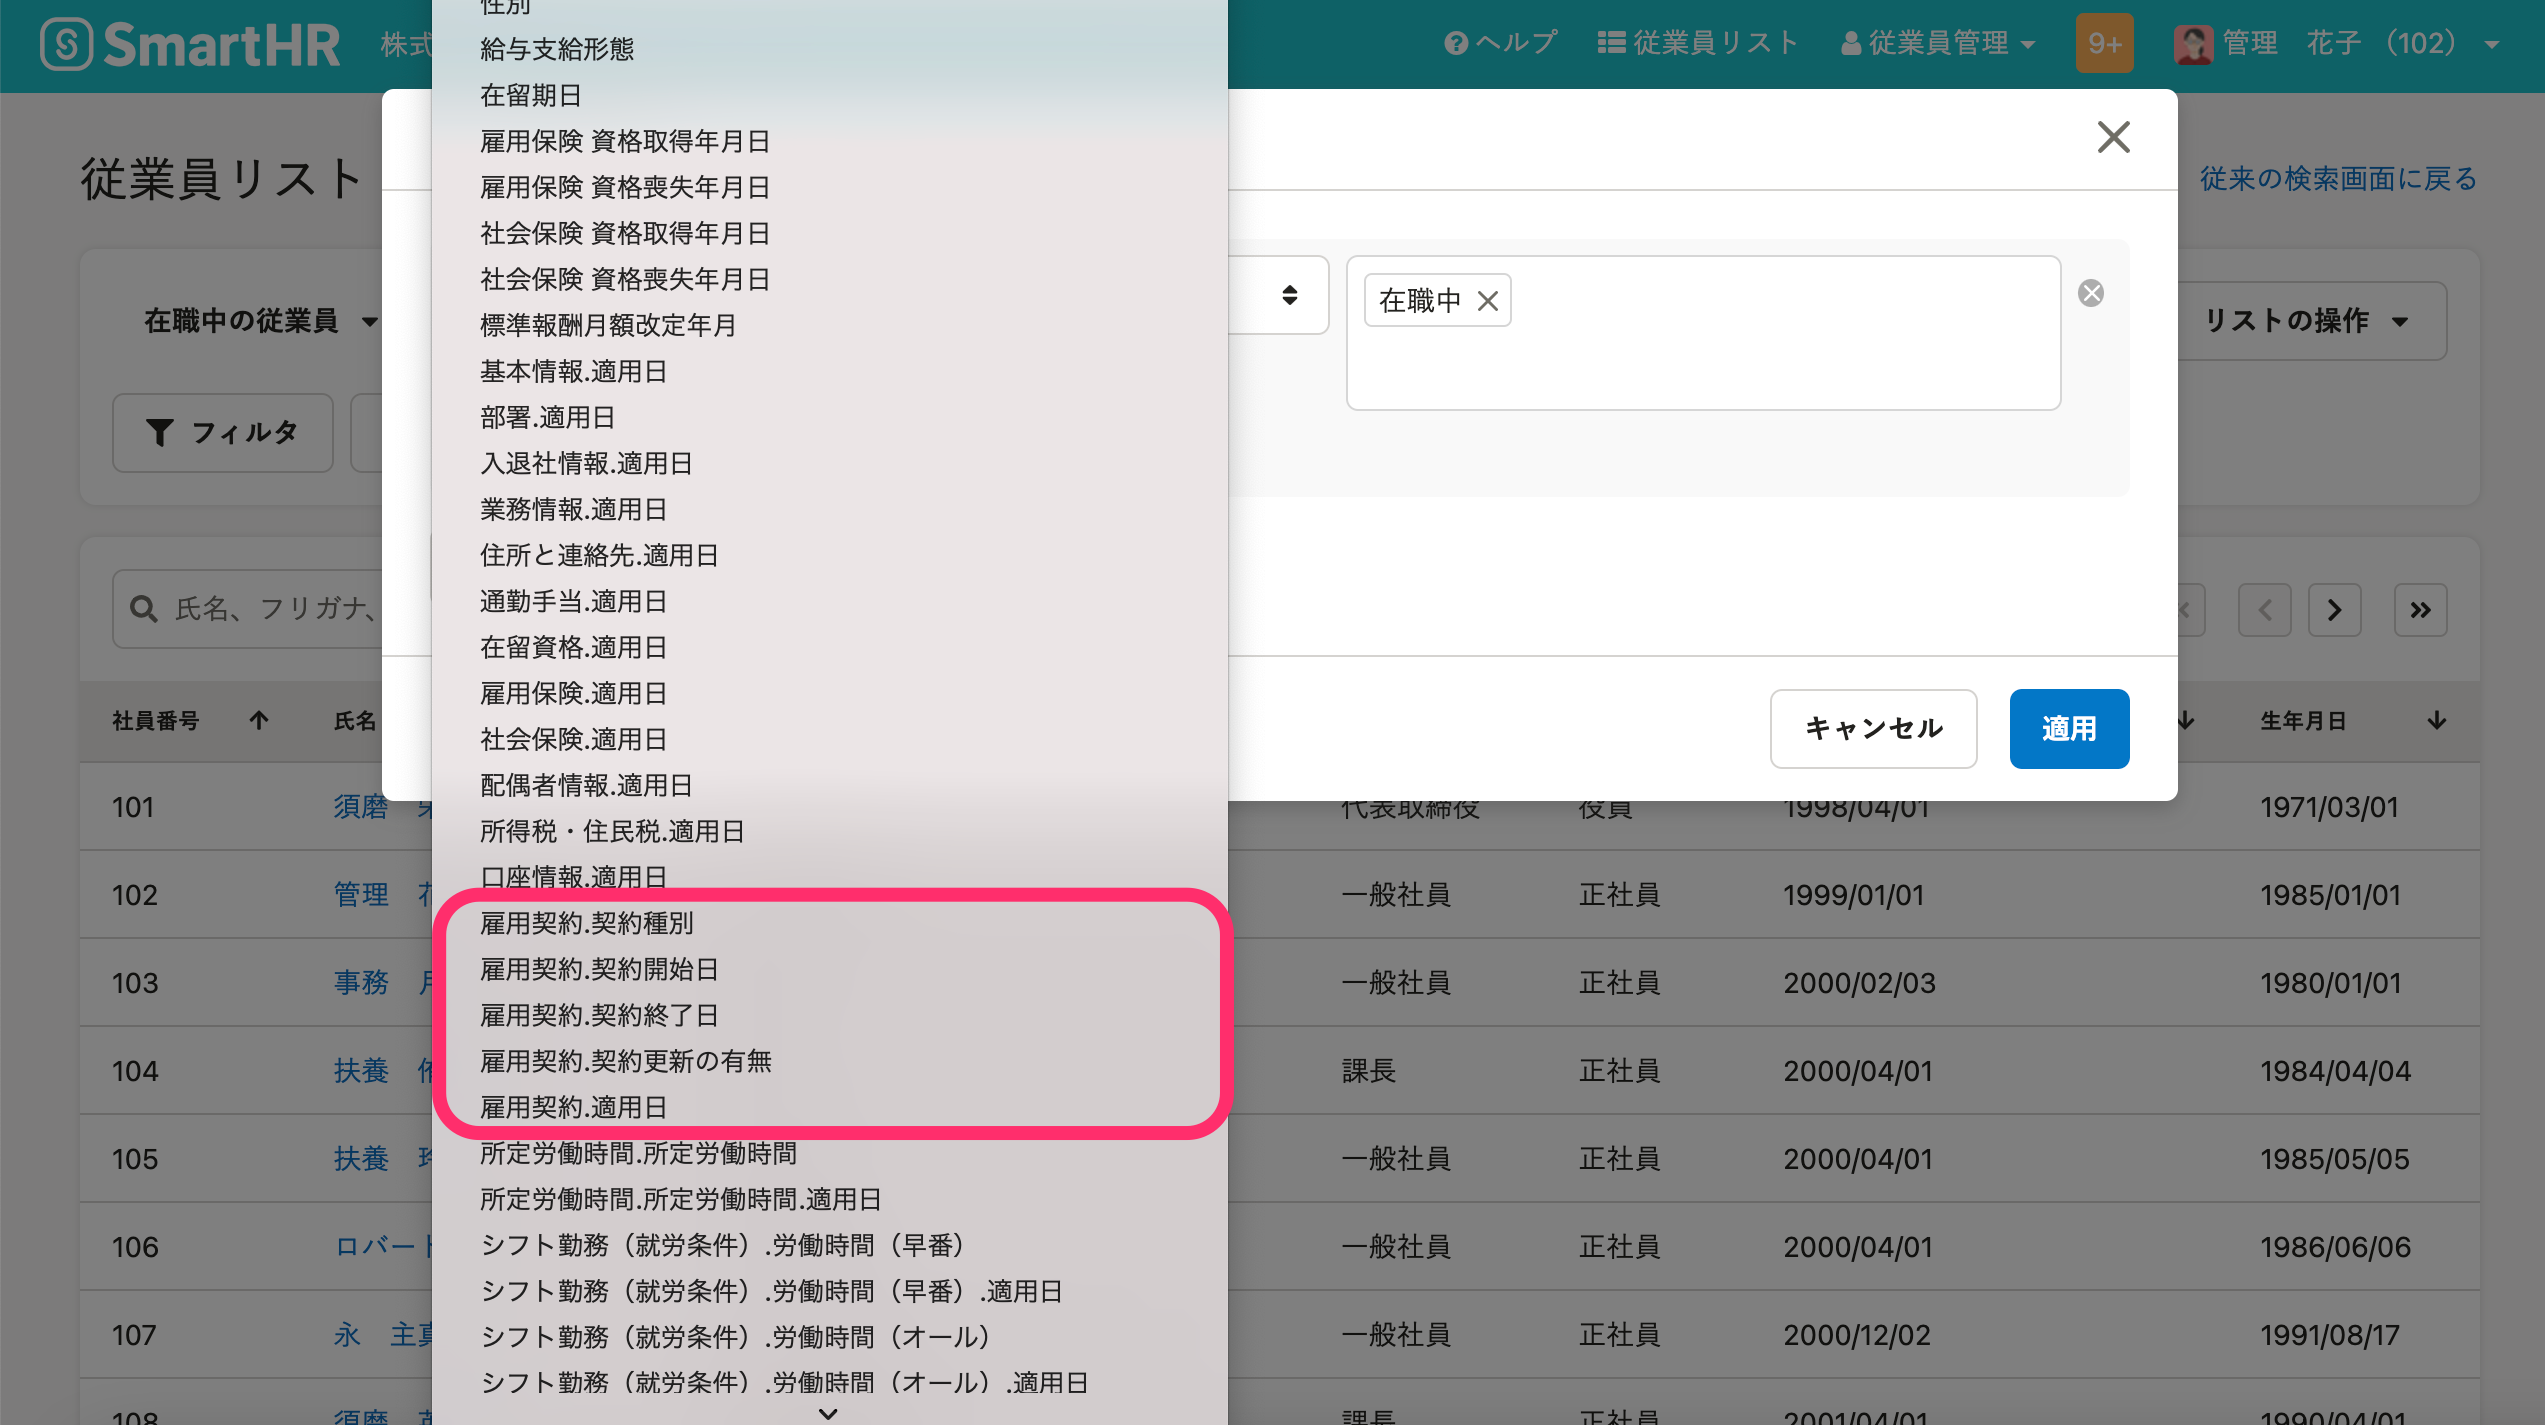 SmartHR 株式 ヘルプ 従業員リスト 従業員管理 9+ 管理 花子 （102）
従業員リスト
従来の検索画面に戻る
在職中の従業員
リストの操作
フィルタ
氏名、フリガナ、
性別
給与支給形態
在留期日
雇用保険 資格取得年月日
雇用保険 資格喪失年月日
社会保険 資格取得年月日
社会保険 資格喪失年月日
標準報酬月額改定年月
基本情報.適用日
部署.適用日
入退社情報.適用日
業務情報.適用日
住所と連絡先.適用日
通勤手当.適用日
在留資格.適用日
雇用保険.適用日
社会保険.適用日
配偶者情報.適用日
所得税・住民税.適用日
口座情報.適用日
雇用契約.契約種別
雇用契約.契約開始日
雇用契約.契約終了日
雇用契約.契約更新の有無
雇用契約.適用日
所定労働時間.所定労働時間
所定労働時間.所定労働時間.適用日
シフト勤務（就労条件）.労働時間（早番）
シフト勤務（就労条件）.労働時間（早番）.適用日
シフト勤務（就労条件）.労働時間（オール）
シフト勤務（就労条件）.労働時間（オール）.適用日
在職中
キャンセル 適用
社員番号 氏名 生年月日
101 須磨 代表取締役 役員 1998/04/01 1971/03/01
102 管理 一般社員 正社員 1999/01/01 1985/01/01
103 事務 一般社員 正社員 2000/02/03 1980/01/01
104 扶養 課長 正社員 2000/04/01 1984/04/04
105 扶養 一般社員 正社員 2000/04/01 1985/05/05
106 ロバート 一般社員 正社員 2000/04/01 1986/06/06
107 永 主真 一般社員 正社員 2000/12/02 1991/08/17
108 須磨 課長 正社員 2001/04/01 1990/04/01